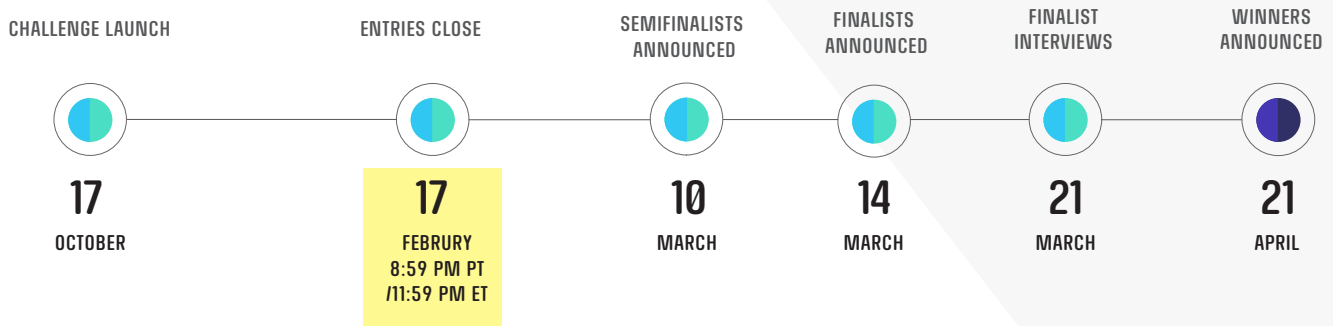 CHALLENGE LAUNCH
ENTRIES CLOSE
SEMIFINALISTS
ANNOUNCED
FINALISTS
ANNOUNCED
FINALIST
INTERVIEWS
WINNERS
ANNOUNCED
17
OCTOBER
17
FEBRURY
8:59 PM PT
/11:59 PM ET
10
MARCH
14
MARCH
21
MARCH
21
APRIL